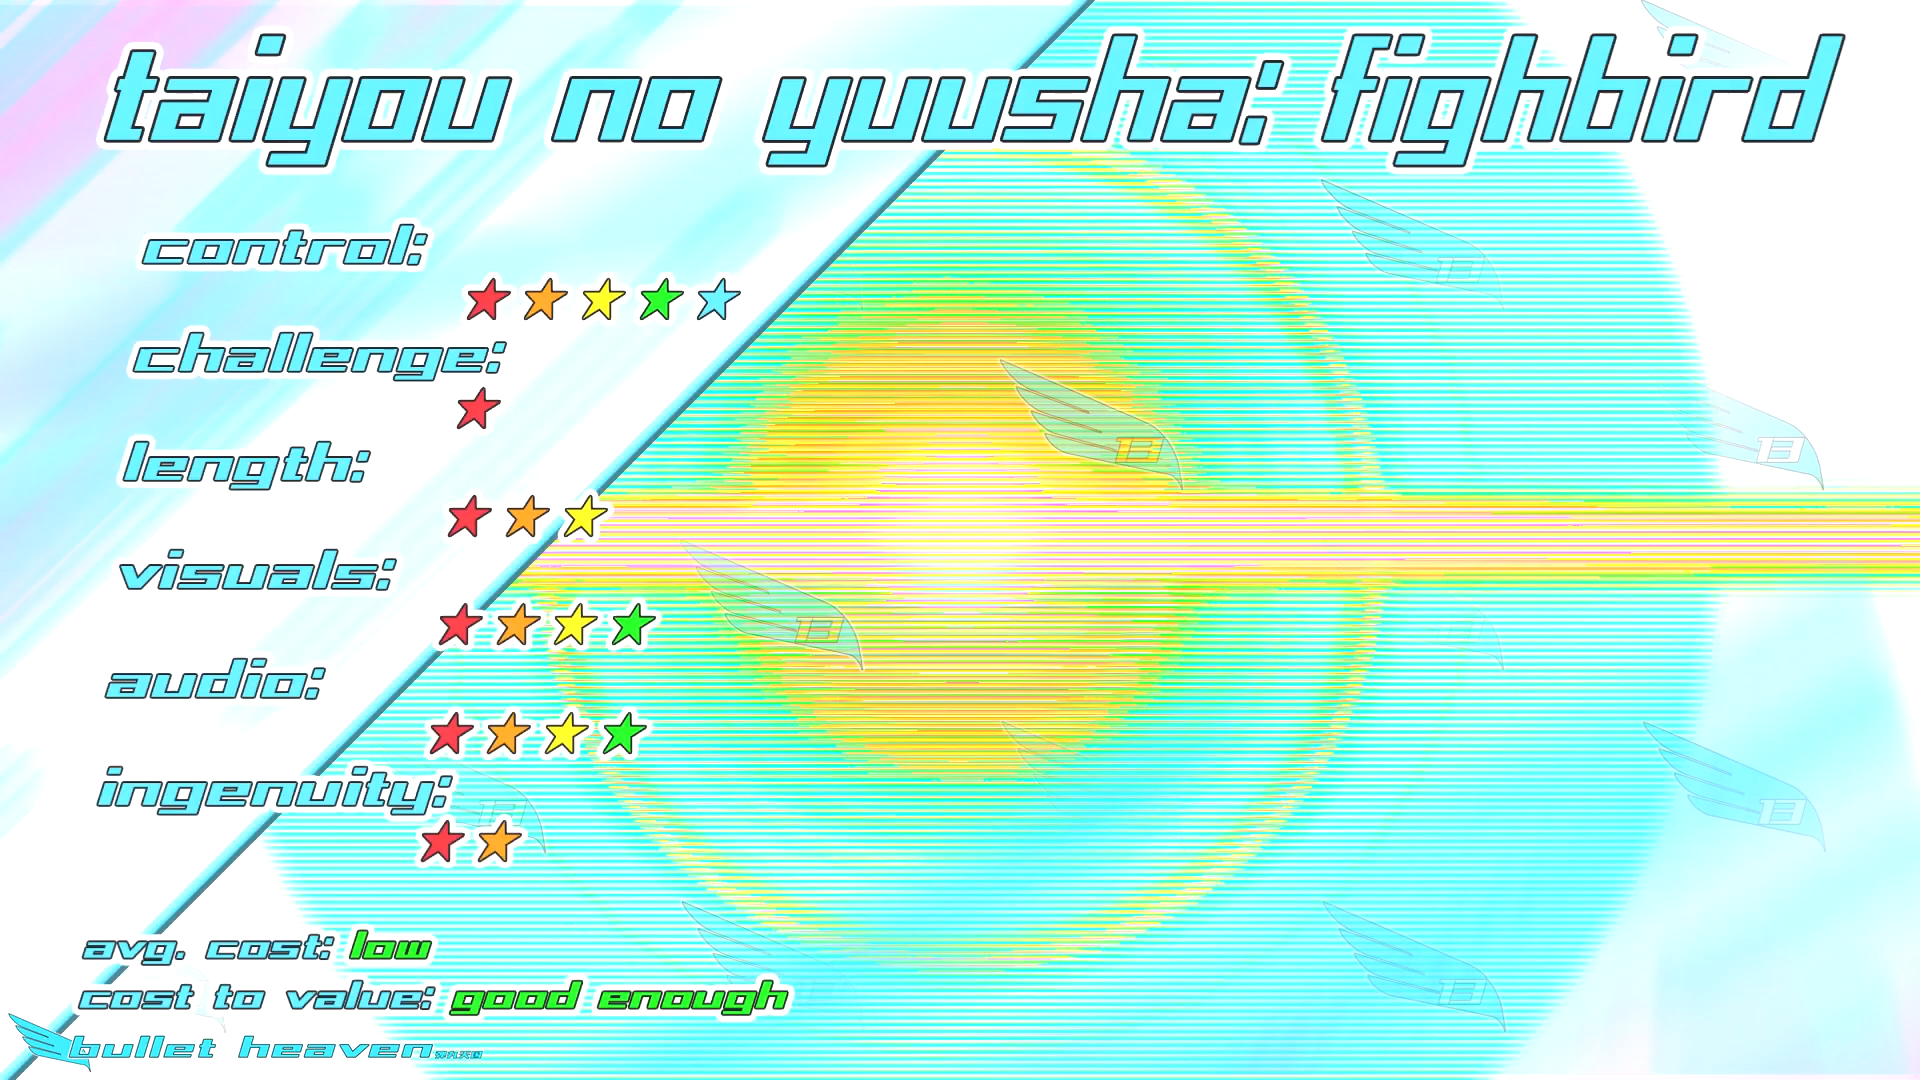 taiyou no yuusha: fighbird
control:
challenge:
length:
visuals:
audio:
ingenuity:
avg. cost: low
cost to value: good enough
bullet heaven